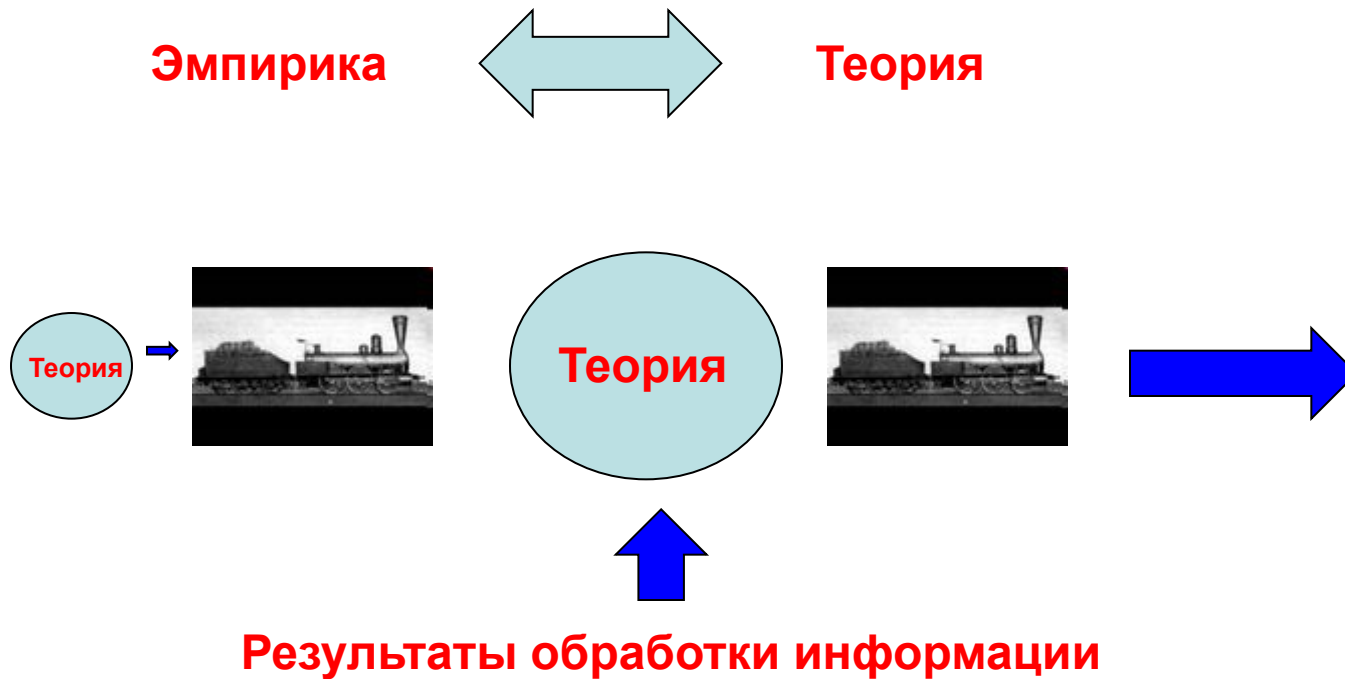 Эмпирика
Теория
Теория
Теория
Результаты обработки информации